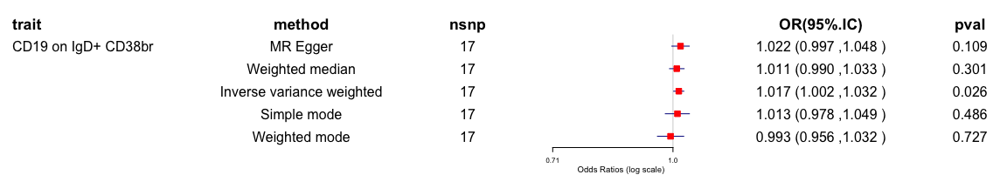 trait method nsnp OR(95%.IC) pval
CD19 on IgD+ CD38br MR Egger 17 1.022 (0.997 ,1.048 ) 0.109
Weighted median 17 1.011 (0.990 ,1.033 ) 0.301
Inverse variance weighted 17 1.017 (1.002 ,1.032 ) 0.026
Simple mode 17 1.013 (0.978 ,1.049 ) 0.486
Weighted mode 17 0.993 (0.956 ,1.032 ) 0.727
0.71 1.0
Odds Ratios (log scale)